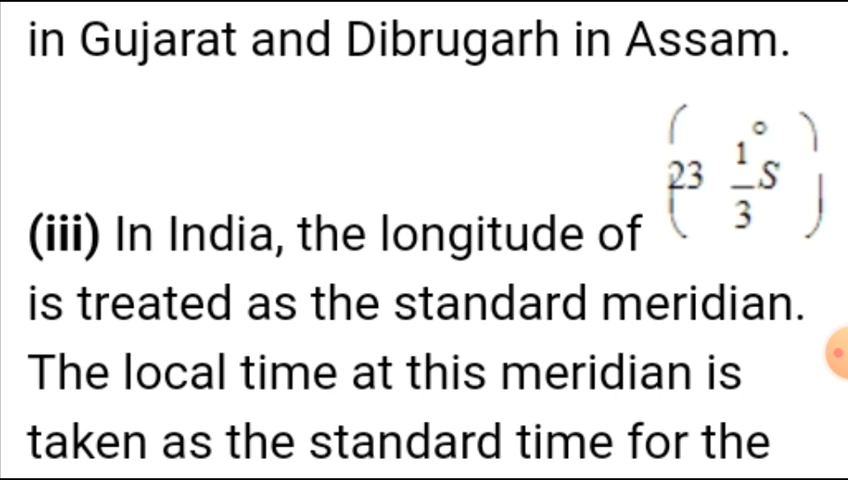 in Gujarat and Dibrugarh in Assam.
(iii) In India, the longitude of (23 1/3° S)
is treated as the standard meridian.
The local time at this meridian is
taken as the standard time for the